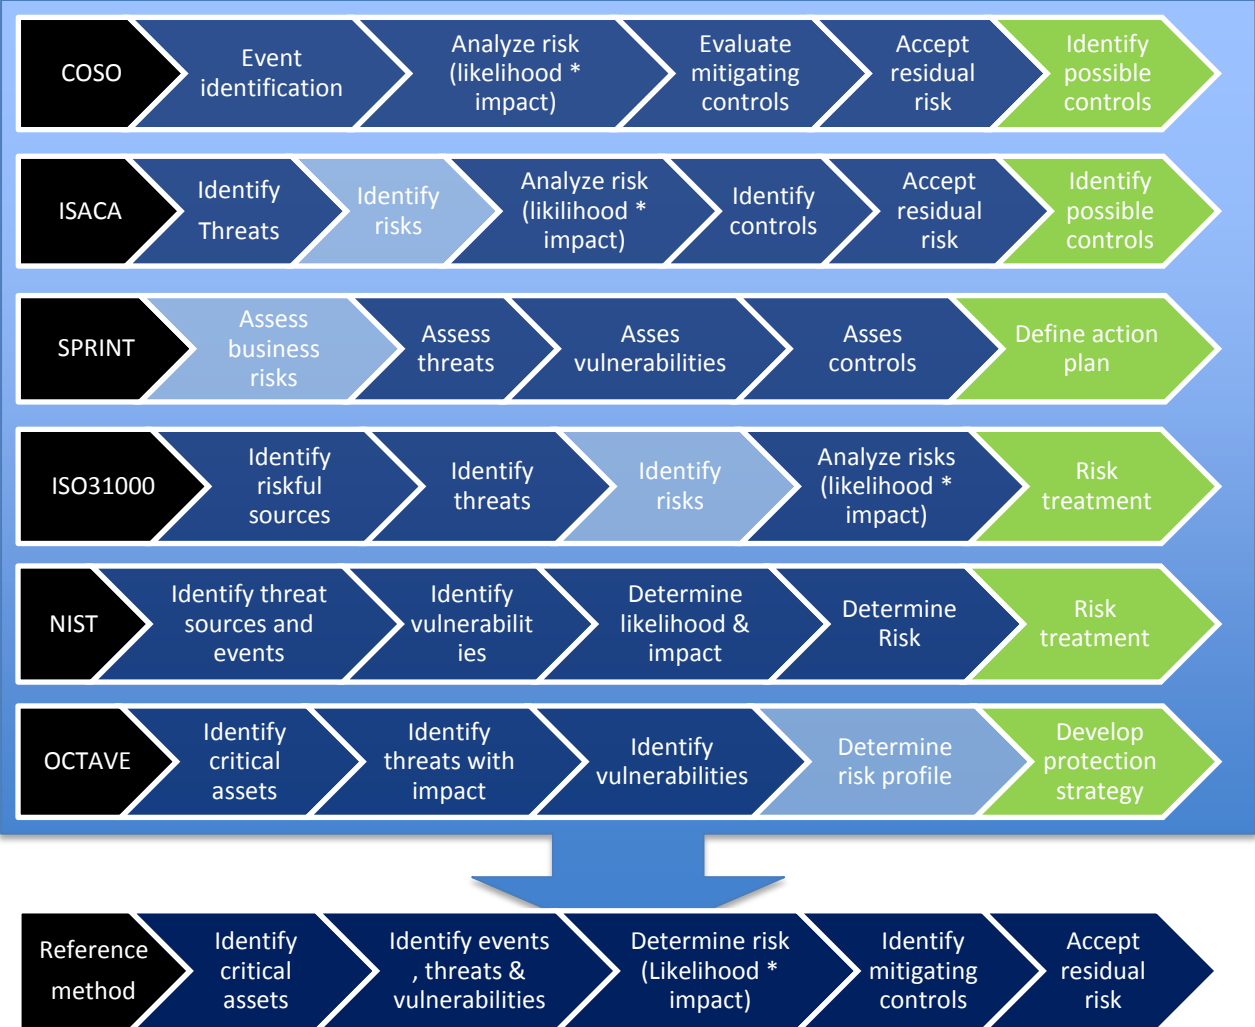 COSO
Event
identification
Analyze risk
(likelihood *
impact)
Evaluate
mitigating
controls
Accept
residual
risk
Identify
possible
controls
ISACA
Identify
Threats
Identify
risks
Analyze risk
(likilihood *
impact)
Identify
controls
Accept
residual
risk
Identify
possible
controls
SPRINT
Assess
business
risks
Assess
threats
Asses
vulnerabilities
Asses
controls
Define action
plan
ISO31000
Identify
riskful
sources
Identify
threats
Identify
risks
Analyze risks
(likelihood *
impact)
Risk
treatment
NIST
Identify threat
sources and
events
Identify
vulnerabilit
ies
Determine
likelihood &
impact
Determine
Risk
Risk
treatment
OCTAVE
Identify
critical
assets
Identify
threats with
impact
Identify
vulnerabilities
Determine
risk profile
Develop
protection
strategy
Reference
method
Identify
critical
assets
Identify events
, threats &
vulnerabilities
Determine risk
(Likelihood *
impact)
Identify
mitigating
controls
Accept
residual
risk